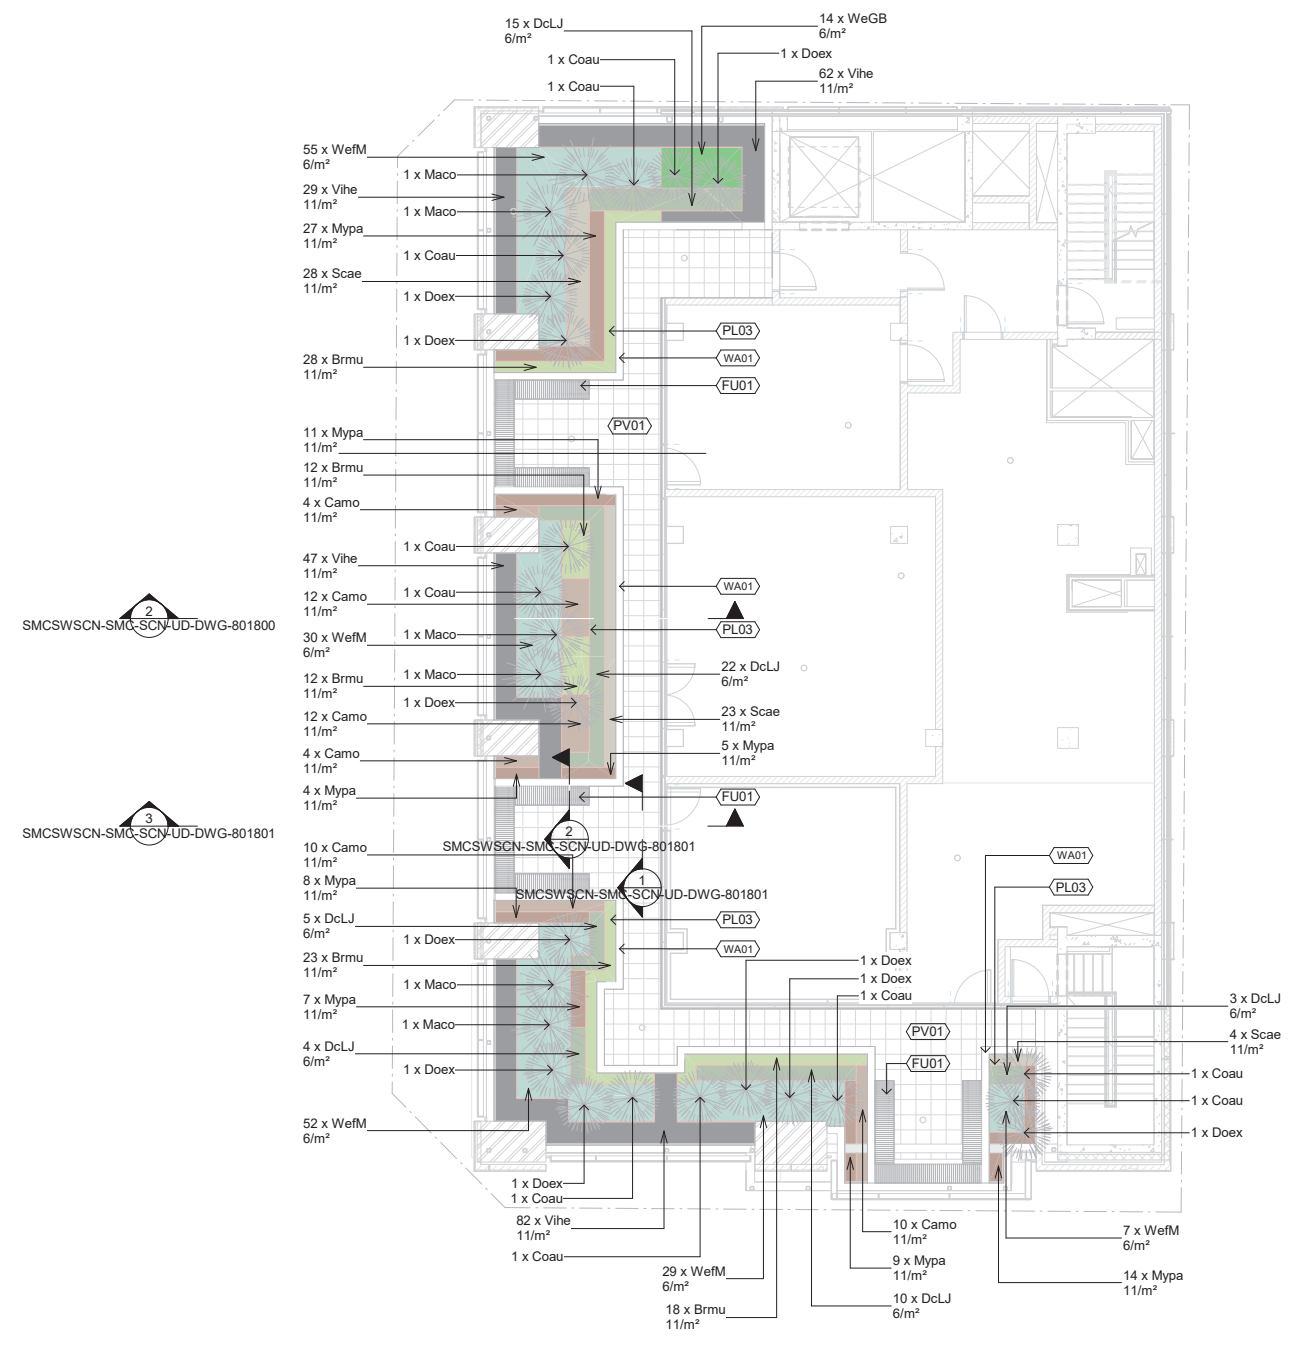 15 x DcLJ
6/m²
14 x WeGB
6/m²
1 x Coau
1 x Doex
1 x Coau
62 x Vihe
11/m²
55 x WefM
6/m²
1 x Maco
29 x Vihe
11/m²
1 x Maco
27 x Mypa
11/m²
1 x Coau
28 x Scae
11/m²
1 x Doex
1 x Doex
PL03
WA01
28 x Brmu
11/m²
FU01
PV01
11 x Mypa
11/m²
12 x Brmu
11/m²
4 x Camo
11/m²
1 x Coau
47 x Vihe
11/m²
WA01
1 x Coau
12 x Camo
11/m²
2
SMCSWSCN-SMC-SCN-UD-DWG-801800
PL03
1 x Maco
30 x WefM
6/m²
22 x DcLJ
6/m²
1 x Maco
12 x Brmu
11/m²
1 x Doex
12 x Camo
11/m²
23 x Scae
11/m²
4 x Camo
11/m²
5 x Mypa
11/m²
4 x Mypa
11/m²
FU01
3
SMCSWSCN-SMC-SCN-UD-DWG-801801
2
SMCSWSCN-SMC-SCN-UD-DWG-801801
10 x Camo
11/m²
WA01
8 x Mypa
11/m²
1
SMCSWSCN-SMC-SCN-UD-DWG-801801
PL03
5 x DcLJ
6/m²
PL03
1 x Doex
WA01
23 x Brmu
11/m²
1 x Doex
1 x Doex
1 x Coau
1 x Maco
7 x Mypa
11/m²
3 x DcLJ
6/m²
1 x Maco
PV01
4 x Scae
11/m²
4 x DcLJ
6/m²
FU01
1 x Doex
1 x Coau
1 x Coau
52 x WefM
6/m²
1 x Doex
1 x Doex
1 x Coau
82 x Vihe
11/m²
10 x Camo
11/m²
7 x WefM
6/m²
1 x Coau
9 x Mypa
11/m²
29 x WefM
6/m²
14 x Mypa
11/m²
10 x DcLJ
6/m²
18 x Brmu
11/m²